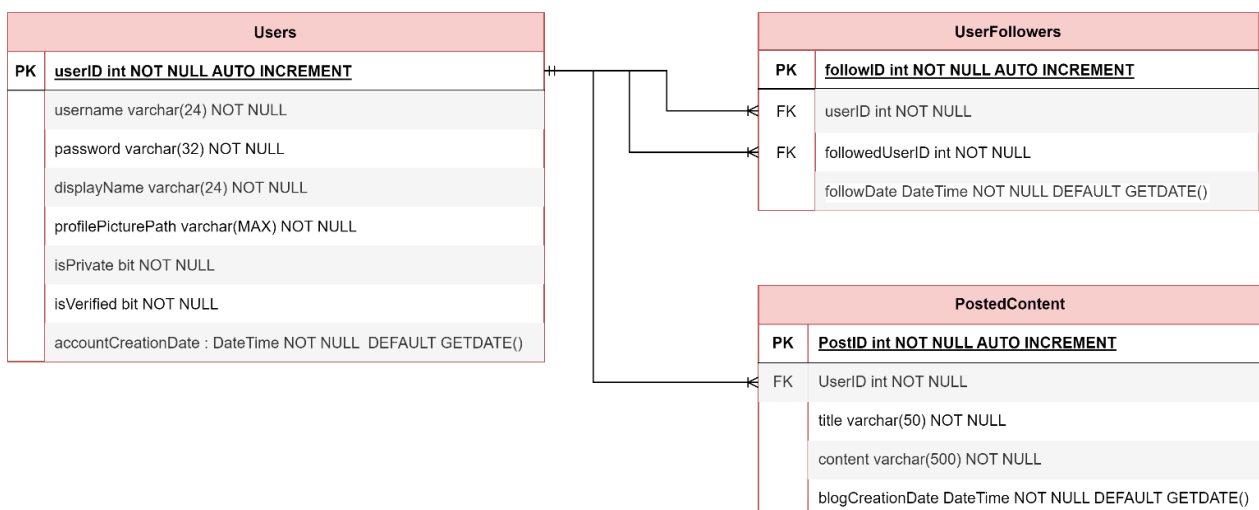 Users
PK userID int NOT NULL AUTO INCREMENT
username varchar(24) NOT NULL
password varchar(32) NOT NULL
displayName varchar(24) NOT NULL
profilePicturePath varchar(MAX) NOT NULL
isPrivate bit NOT NULL
isVerified bit NOT NULL
accountCreationDate : DateTime NOT NULL DEFAULT GETDATE()
UserFollowers
PK followID int NOT NULL AUTO INCREMENT
FK userID int NOT NULL
FK followedUserID int NOT NULL
followDate DateTime NOT NULL DEFAULT GETDATE()
PostedContent
PK PostID int NOT NULL AUTO INCREMENT
FK UserID int NOT NULL
title varchar(50) NOT NULL
content varchar(500) NOT NULL
blogCreationDate DateTime NOT NULL DEFAULT GETDATE()